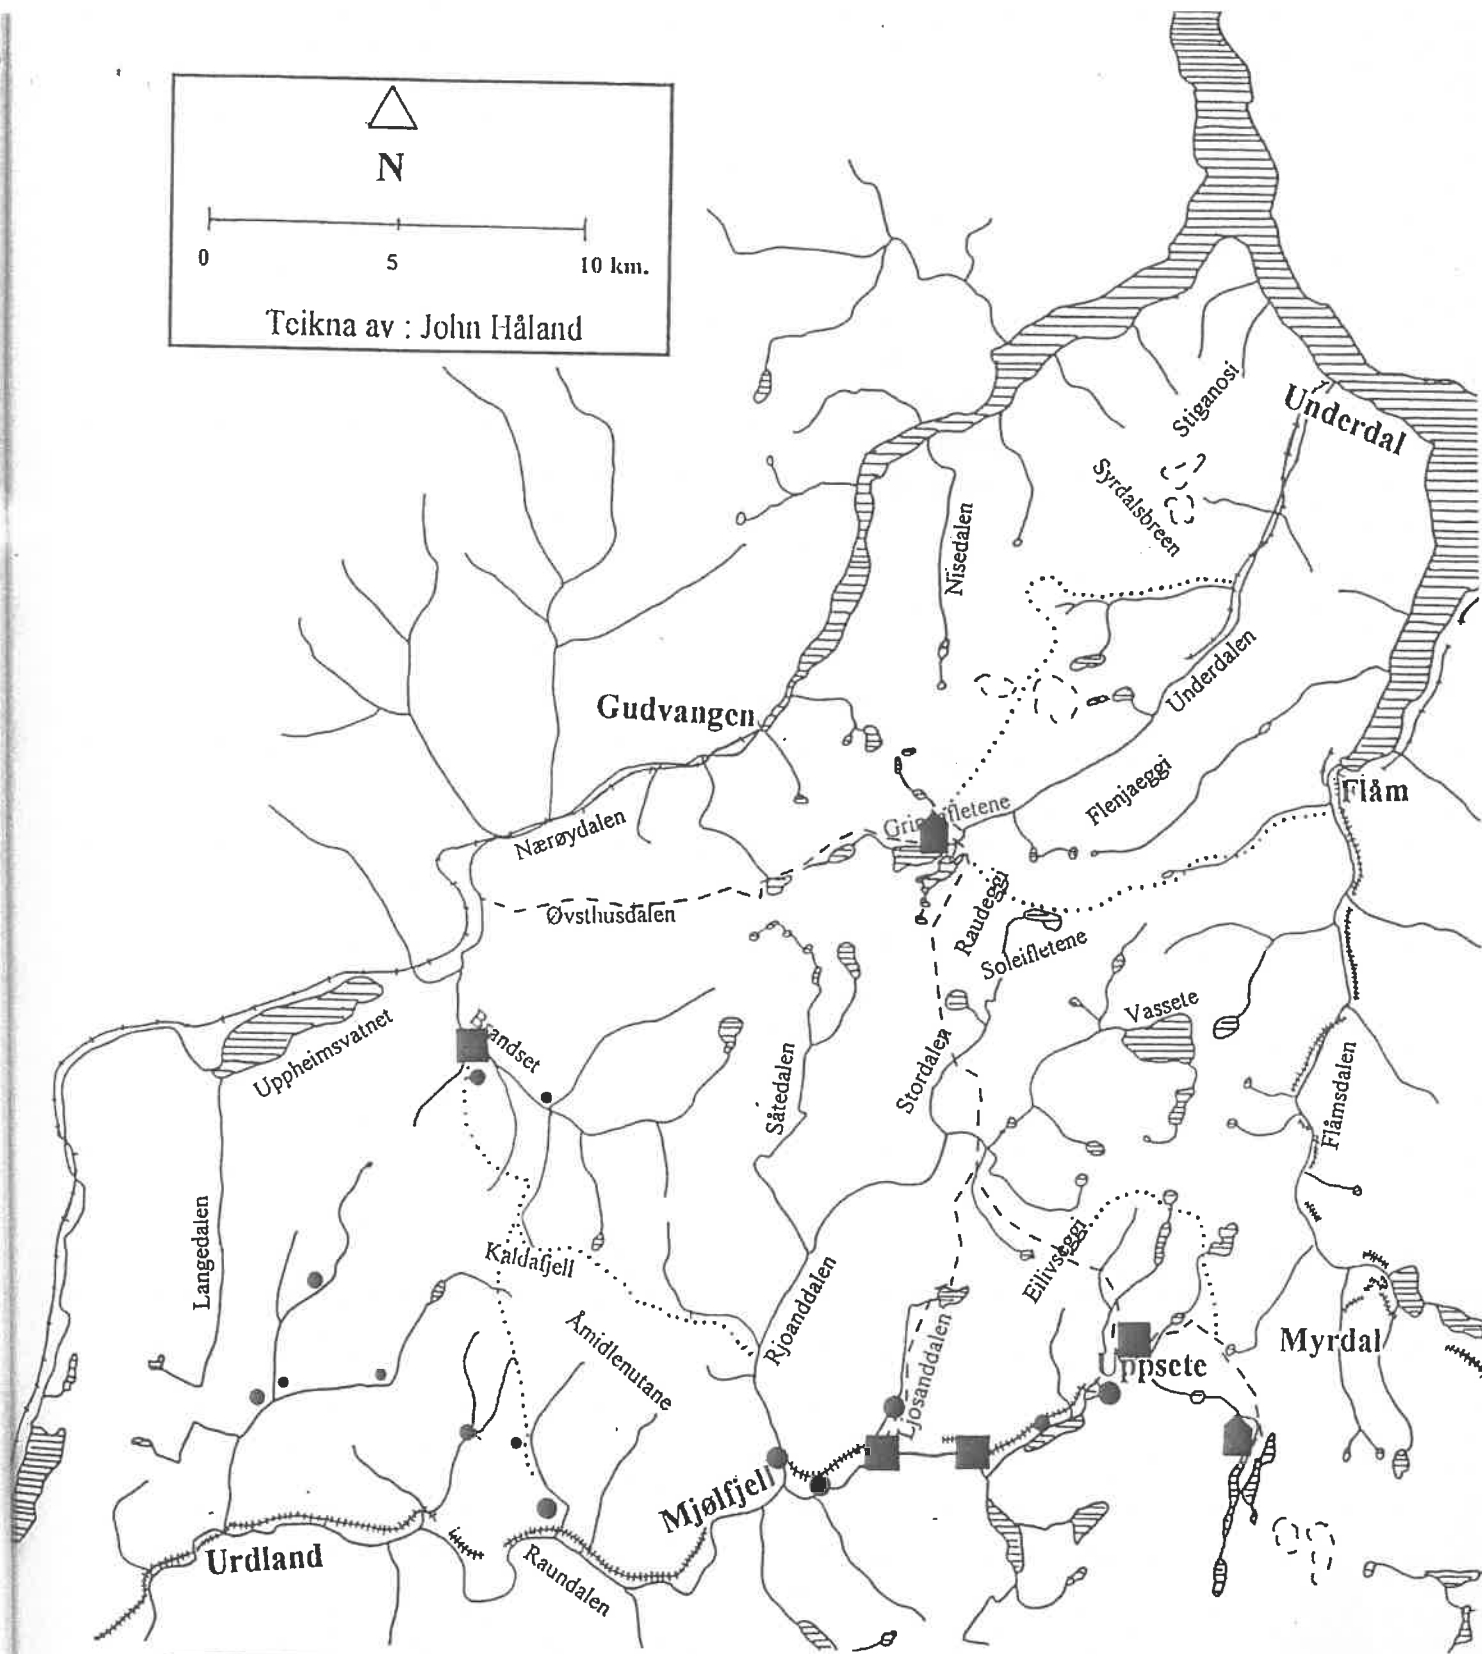 N
0 5 10 km.
Teikna av : John Håland
Stiganosi
Underdal
Syrdalsbreen
Nisedalen
Underdalen
Gudvangen
Flåm
Flenjaeggi
Nærøydalen
Øvsthusdalen
Raudeggi
Soleifletene
Vassete
Uppheimsvatnet
Brandset
Såtedalen
Stordalen
Flåmsdalen
Langedalen
Kaldafjell
Eilivseggi
Åmidlenutane
Rjoanddalen
Ljosanddalen
Myrdal
Uppsete
Mjølfjell
Urdland
Raundalen